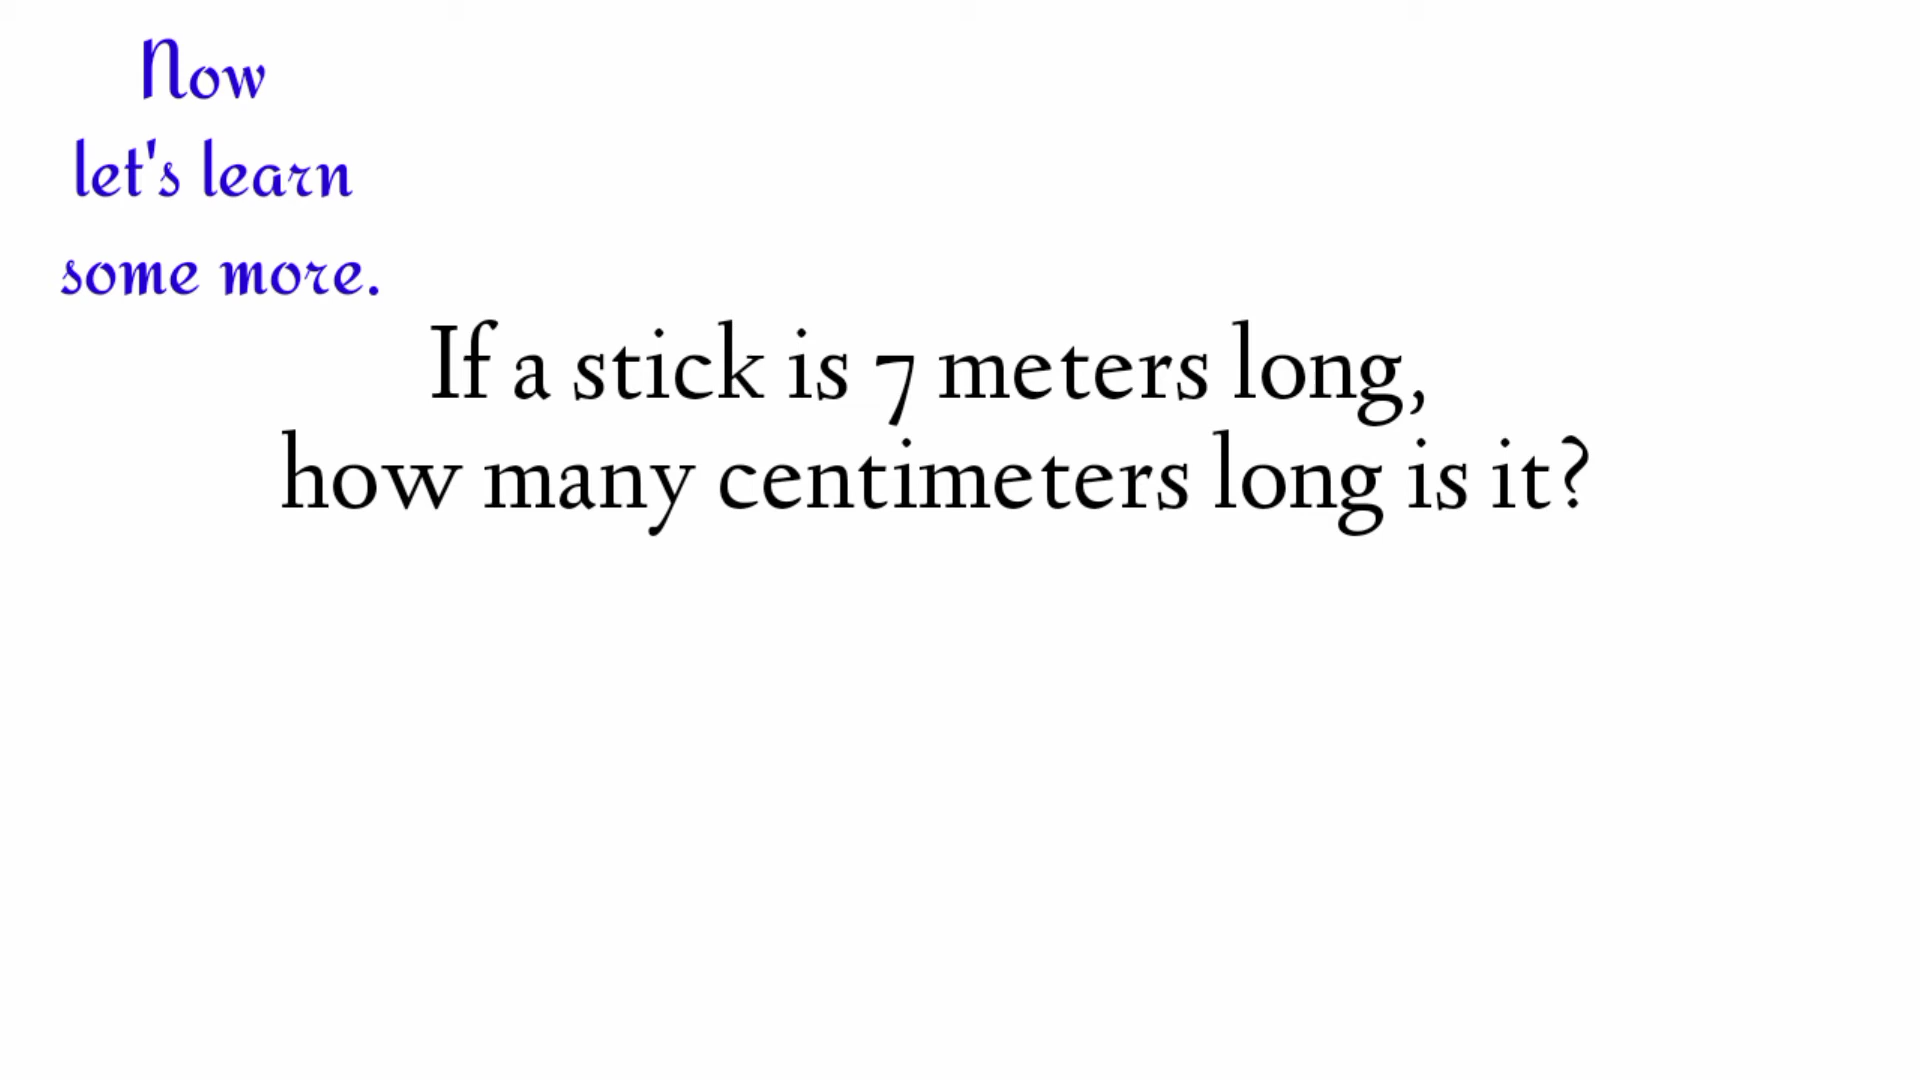 Now
let's learn
some more.
If a stick is 7 meters long,
how many centimeters long is it?